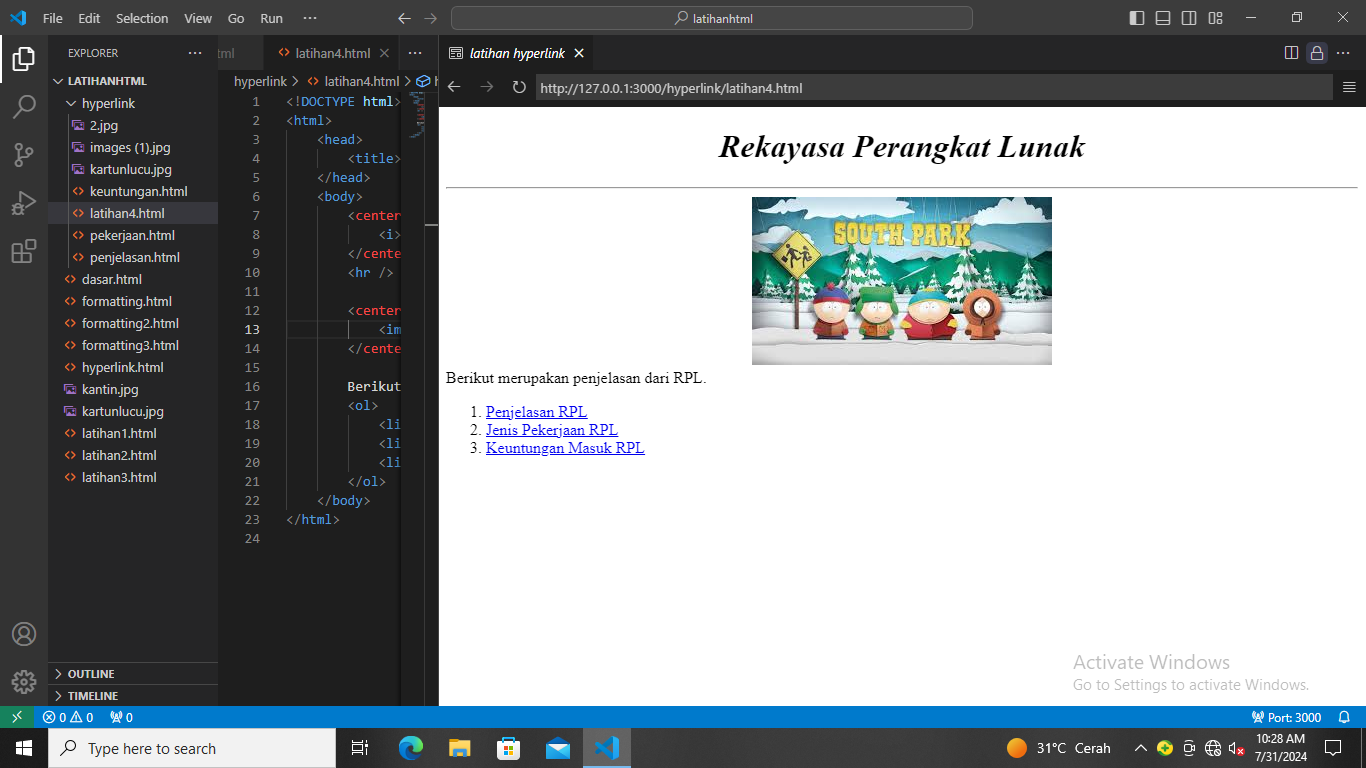 File Edit Selection View Go Run ··· latihanhtml
EXPLORER ···
LATIHANHTML
hyperlink
2.jpg
images (1).jpg
kartunlucu.jpg
keuntungan.html
latihan4.html
pekerjaan.html
penjelasan.html
dasar.html
formatting.html
formatting2.html
formatting3.html
hyperlink.html
kantin.jpg
kartunlucu.jpg
latihan1.html
latihan2.html
latihan3.html
OUTLINE
TIMELINE
latihan4.html ···
hyperlink > latihan4.html >
1 <!DOCTYPE html>
2 <html>
3 <head>
4 <title>
5 </head>
6 <body>
7 <center
8 <i>
9 </cente
10 <hr />
11
12 <center
13 <im
14 </cente
15
16 Berikut
17 <ol>
18 <li
19 <li
20 <li
21 </ol>
22 </body>
23 </html>
24
latihan hyperlink ···
http://127.0.0.1:3000/hyperlink/latihan4.html
Rekayasa Perangkat Lunak
SOUTH PARK
Berikut merupakan penjelasan dari RPL.
1. Penjelasan RPL
2. Jenis Pekerjaan RPL
3. Keuntungan Masuk RPL
Activate Windows
Go to Settings to activate Windows.
0 0 0 Port: 3000
Type here to search 31°C Cerah 10:28 AM
7/31/2024